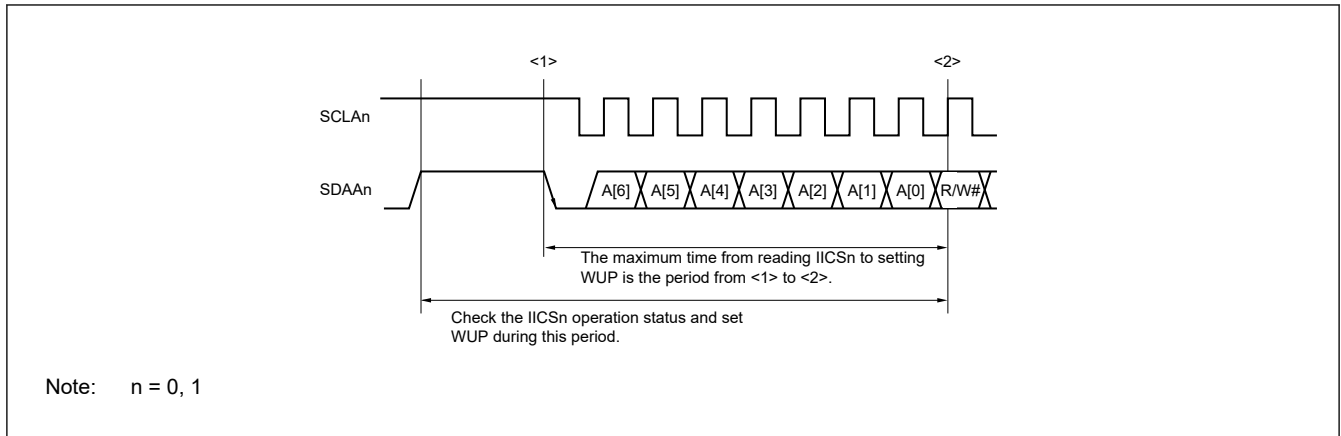 <1> <2>
SCLAn
SDAAn A[6] A[5] A[4] A[3] A[2] A[1] A[0] R/W#
The maximum time from reading IICSn to setting
WUP is the period from <1> to <2>.
Check the IICSn operation status and set
WUP during this period.
Note: n = 0, 1